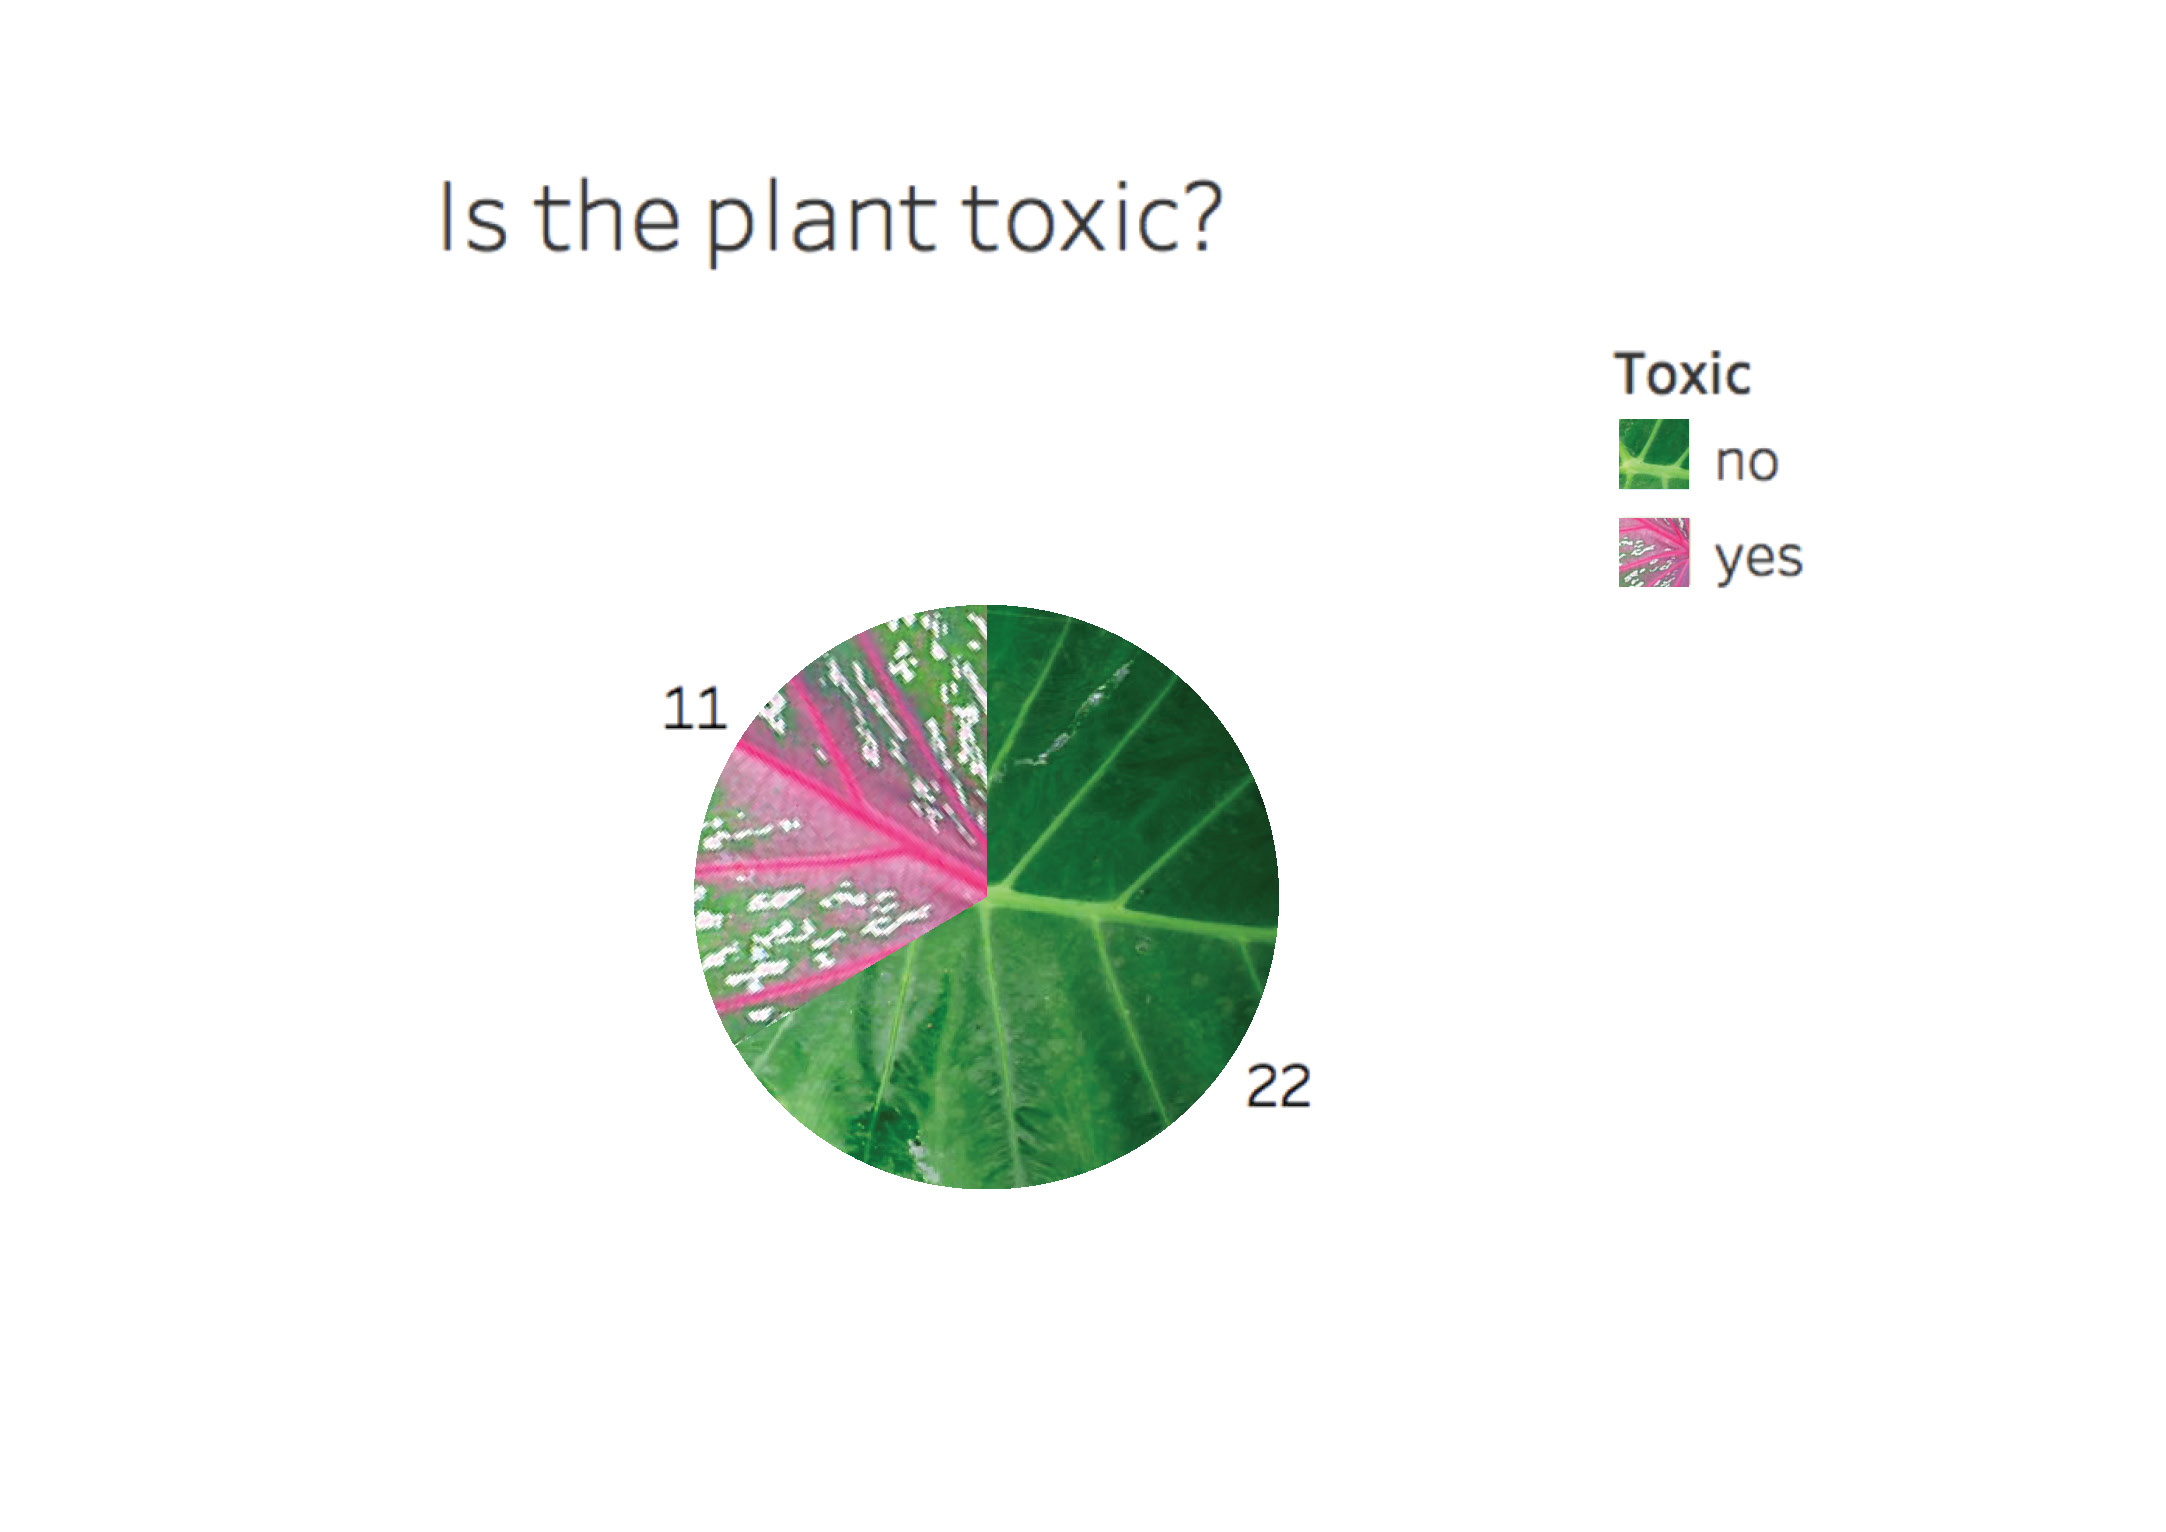 Is the plant toxic?
Toxic
no
yes
11
22